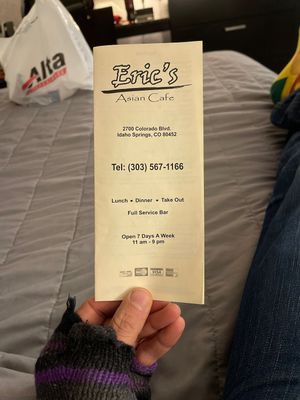 Alta
Eric's
Asian Cafe
2700 Colorado Blvd.
Idaho Springs, CO 80452
Tel: (303) 567-1166
Lunch • Dinner • Take Out
Full Service Bar
Open 7 Days A Week
11 am - 9 pm
VISA